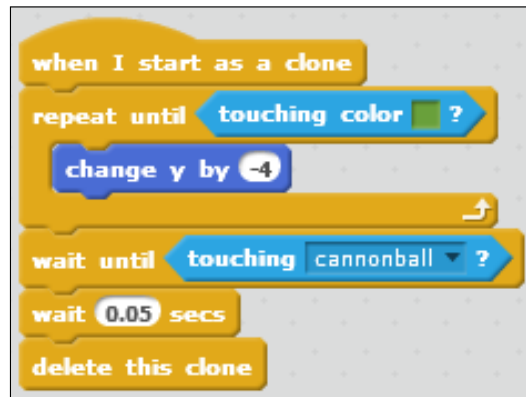 when I start as a clone
repeat until touching color ?
change y by -4
wait until touching cannonball ?
wait 0.05 secs
delete this clone